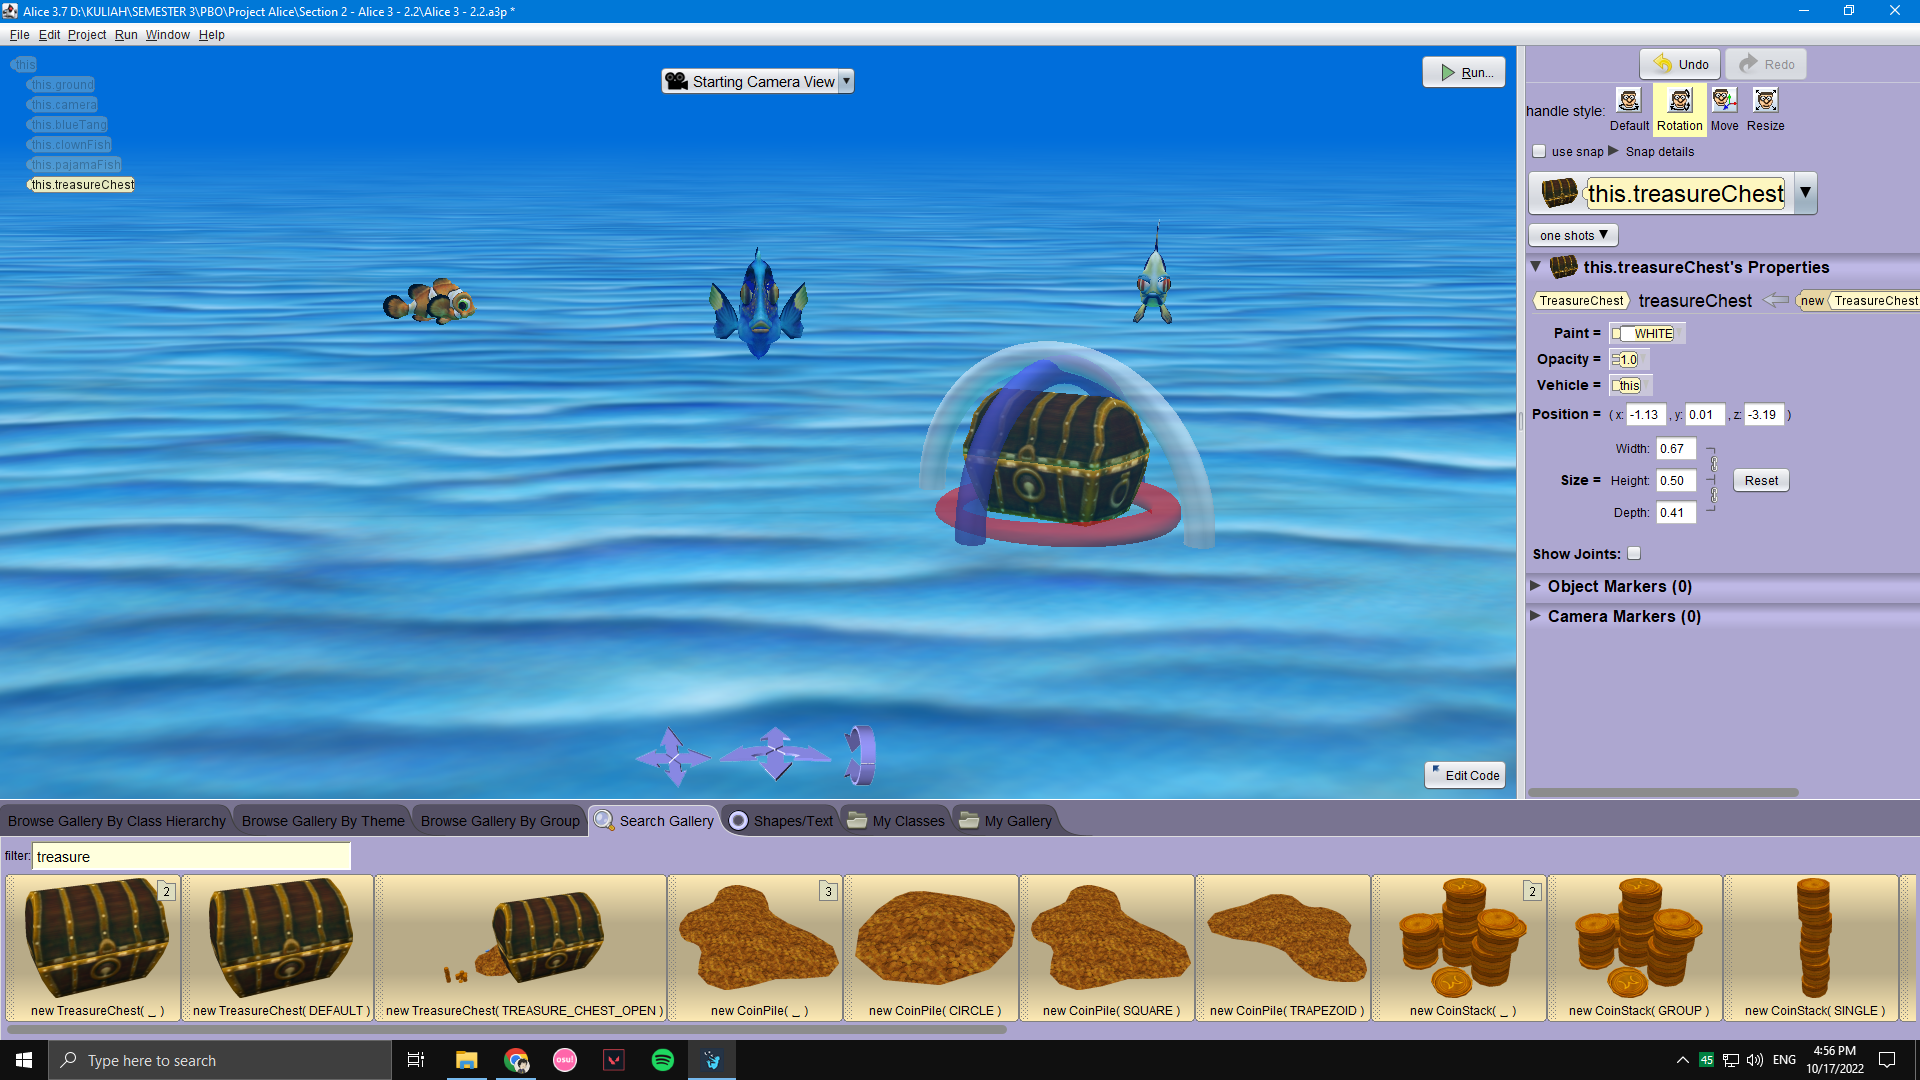 Alice 3.7 D:\KULIAH\SEMESTER 3\PBO\Project Alice\Section 2 - Alice 3 - 2.2\Alice 3 - 2.2.a3p *
File Edit Project Run Window Help
this
this.ground
this.camera
this.blueTang
this.clownFish
this.pajamaFish
this.treasureChest
Starting Camera View
Run...
Edit Code
Undo Redo
handle style:
Default Rotation Move Resize
use snap Snap details
this.treasureChest
one shots
this.treasureChest's Properties
TreasureChest treasureChest new TreasureChest
Paint = WHITE
Opacity = 1.0
Vehicle = this
Position = ( x: -1.13 , y: 0.01 , z: -3.19 )
Width: 0.67
Size = Height: 0.50 Reset
Depth: 0.41
Show Joints:
Object Markers (0)
Camera Markers (0)
Browse Gallery By Class Hierarchy Browse Gallery By Theme Browse Gallery By Group Search Gallery Shapes/Text My Classes My Gallery
filter: treasure
2 3 2
new TreasureChest( _ ) new TreasureChest( DEFAULT ) new TreasureChest( TREASURE_CHEST_OPEN ) new CoinPile( _ ) new CoinPile( CIRCLE ) new CoinPile( SQUARE ) new CoinPile( TRAPEZOID ) new CoinStack( _ ) new CoinStack( GROUP ) new CoinStack( SINGLE )
Type here to search
osu!
45
ENG
4:56 PM
10/17/2022